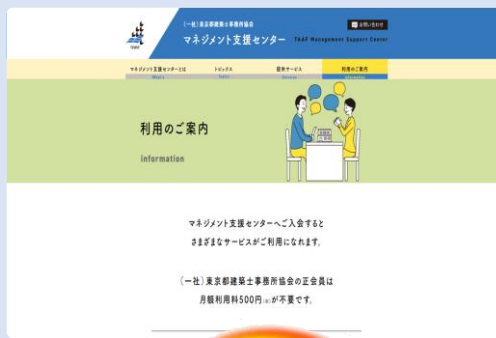 (一社)東京都建築士事務所協会
お問い合わせ
マネジメント支援センター TAAF Management Support Center
TAAF
マネジメント支援センターとは トピックス 提供サービス 利用のご案内
What's Topics Services Information
利用のご案内
Information
マネジメント支援センターへご入会すると
さまざまなサービスがご利用になれます。
(一社)東京都建築士事務所協会の正会員は
月額利用料500円(※)が不要です。